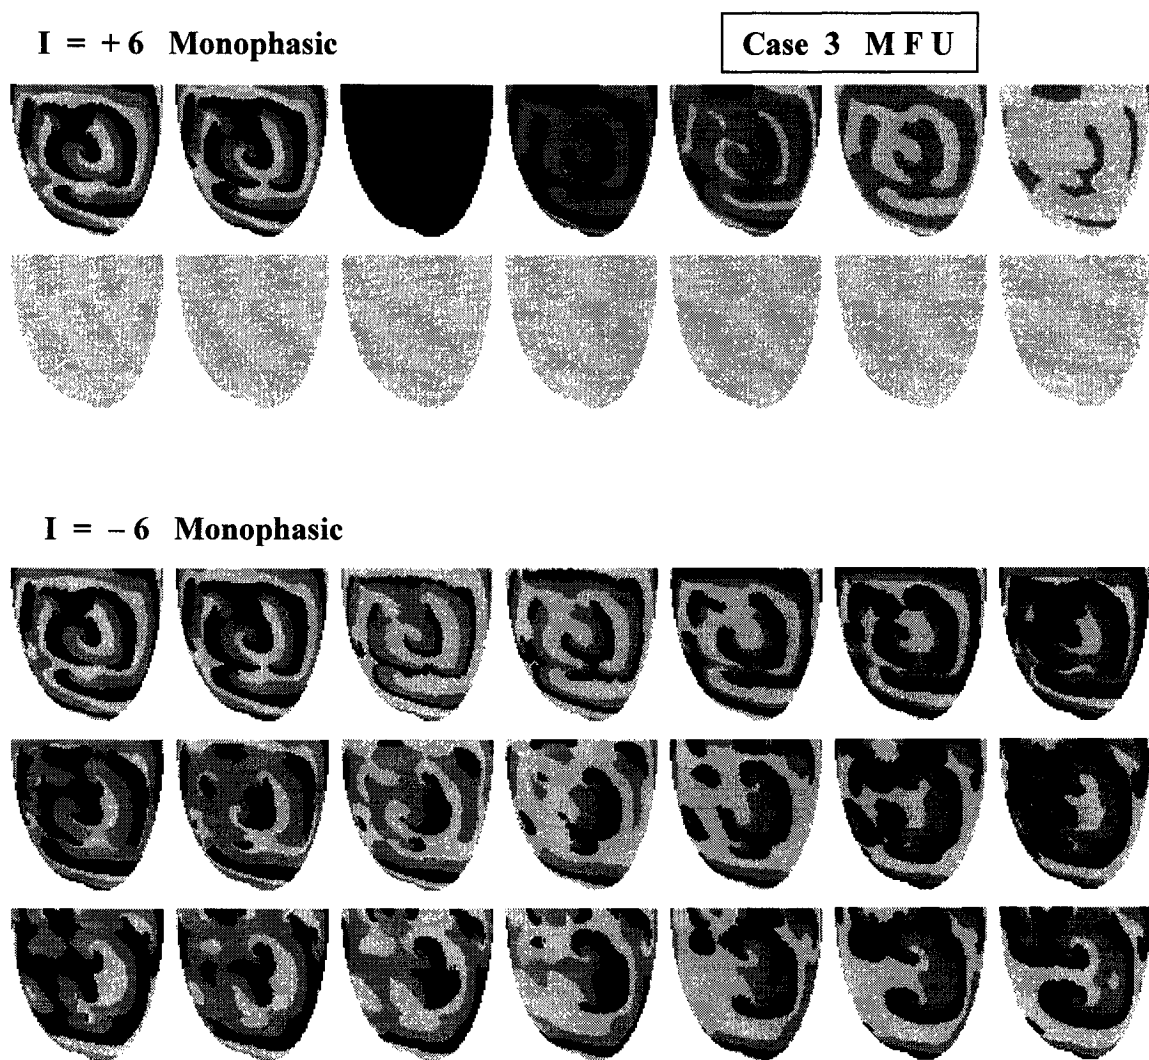 I = + 6 Monophasic
Case 3 M F U
I = – 6 Monophasic